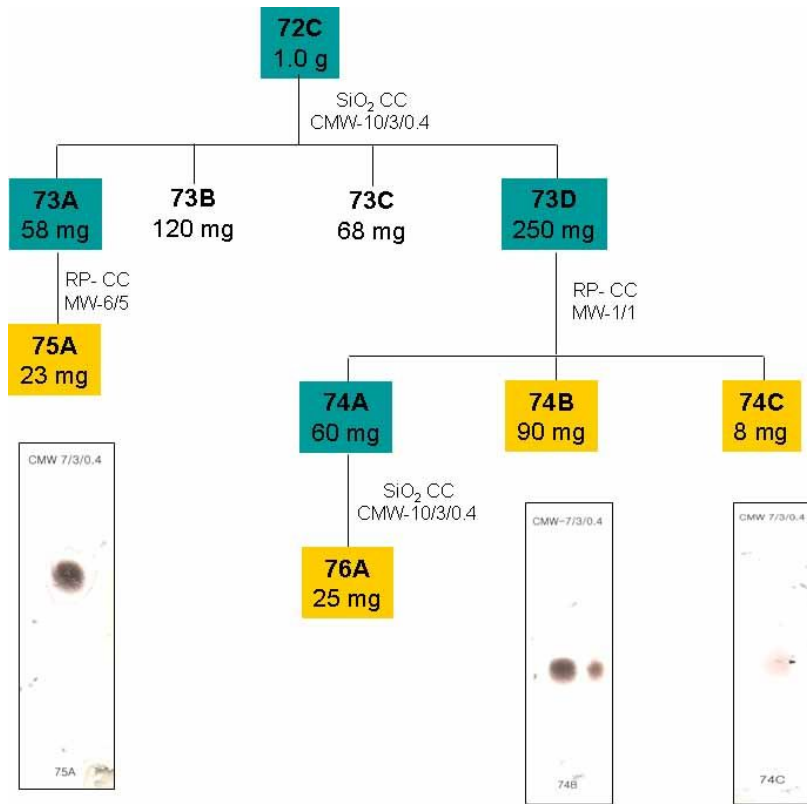 72C
1.0 g
SiO₂ CC
CMW-10/3/0.4
73A
58 mg
73B
120 mg
73C
68 mg
73D
250 mg
RP- CC
MW-6/5
RP- CC
MW-1/1
75A
23 mg
74A
60 mg
74B
90 mg
74C
8 mg
SiO₂ CC
CMW-10/3/0.4
76A
25 mg
CMW 7/3/0.4
75A
CMW-7/3/0.4
74B
CMW 7/3/0.4
74C